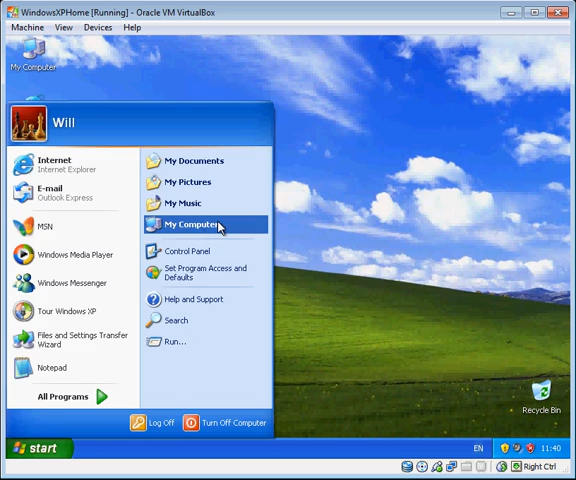 WindowsXPHome [Running] - Oracle VM VirtualBox
Machine View Devices Help
My Computer
Will
Internet
Internet Explorer
E-mail
Outlook Express
MSN
Windows Media Player
Windows Messenger
Tour Windows XP
Files and Settings Transfer
Wizard
Notepad
All Programs
My Documents
My Pictures
My Music
My Computer
Control Panel
Set Program Access and
Defaults
Help and Support
Search
Run...
Log Off
Turn Off Computer
Recycle Bin
start
EN
11:40
Right Ctrl